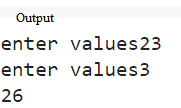 Output
enter values23
enter values3
26